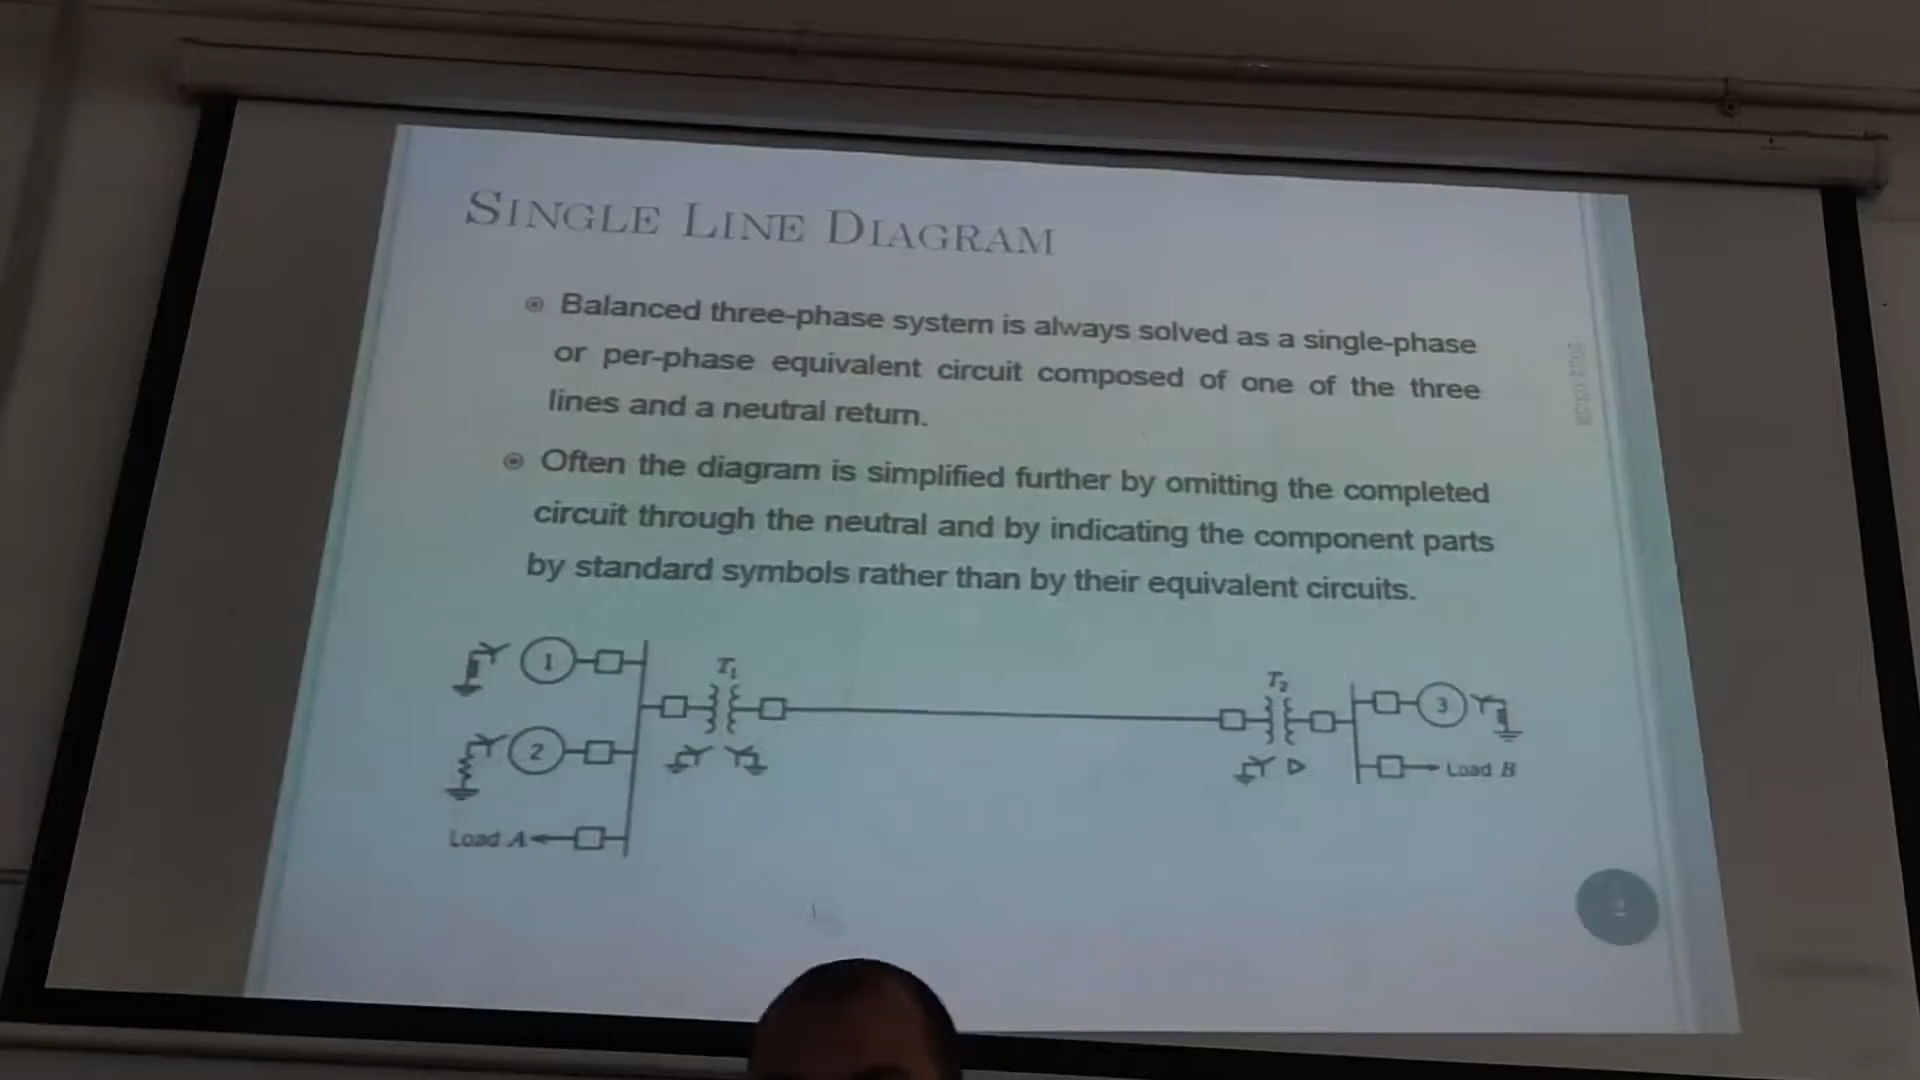 SINGLE LINE DIAGRAM
Balanced three-phase system is always solved as a single-phase
or per-phase equivalent circuit composed of one of the three
lines and a neutral return.
Often the diagram is simplified further by omitting the completed
circuit through the neutral and by indicating the component parts
by standard symbols rather than by their equivalent circuits.
1
T1
T2
3
2
Load B
Load A